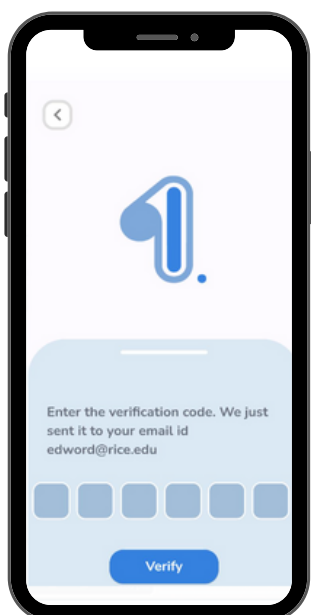 Enter the verification code. We just
sent it to your email id
edword@rice.edu
Verify